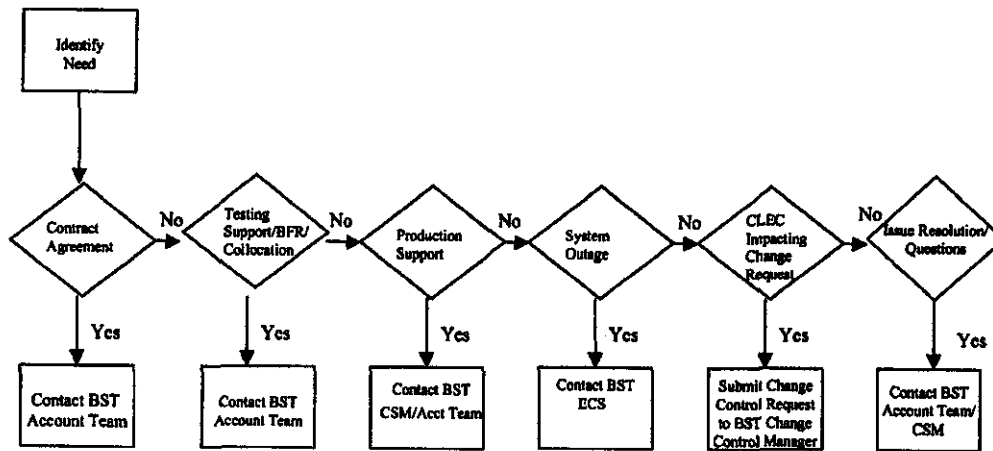 Identify
Need
Contract
Agreement
No
Testing
Support/BFR/
Collocation
No
Production
Support
No
System
Outage
No
CLEC
Impacting
Change
Request
No
Issue Resolution/
Questions
Yes
Yes
Yes
Yes
Yes
Yes
Contact BST
Account Team
Contact BST
Account Team
Contact BST
CSM/Acct Team
Contact BST
ECS
Submit Change
Control Request
to BST Change
Control Manager
Contact BST
Account Team/
CSM